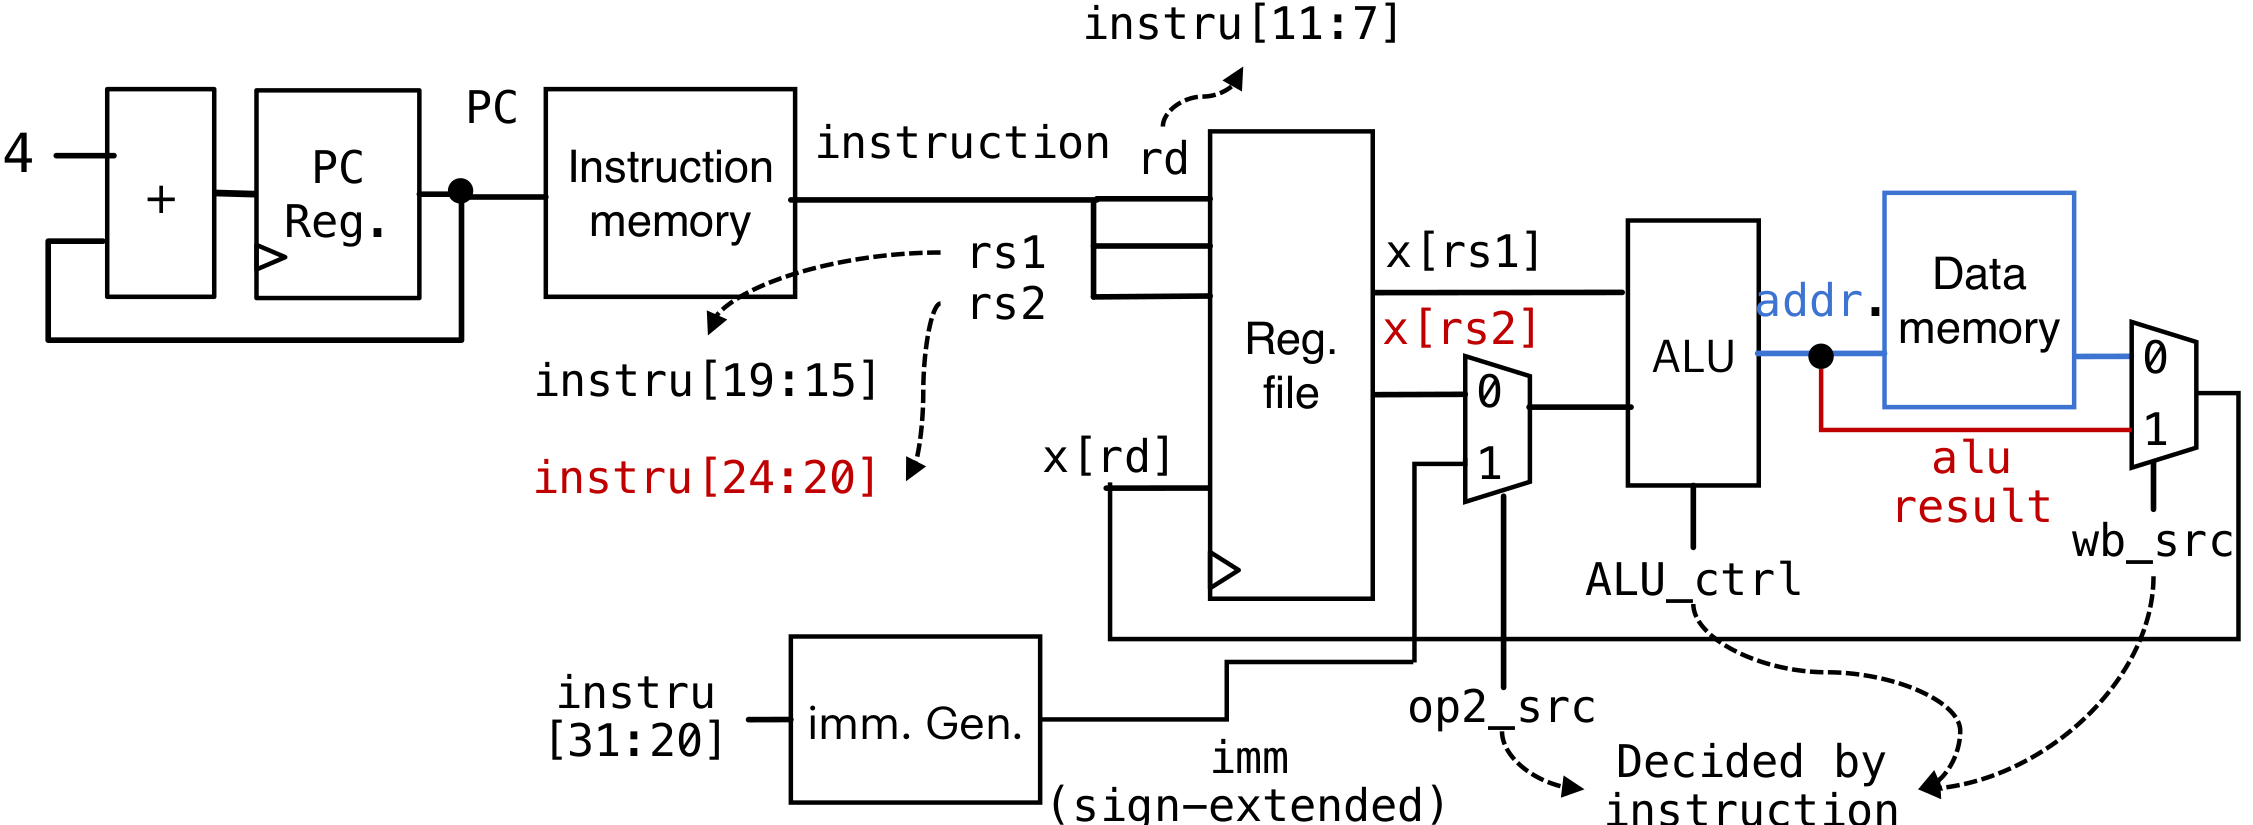 instru[11:7]
4
+
PC
Reg.
PC
Instruction
memory
instruction
rd
rs1
rs2
instru[19:15]
instru[24:20]
x[rd]
Reg.
file
x[rs1]
x[rs2]
0
1
ALU
addr.
Data
memory
0
1
alu
result
wb_src
ALU_ctrl
instru
[31:20]
imm. Gen.
imm
(sign-extended)
op2_src
Decided by
instruction